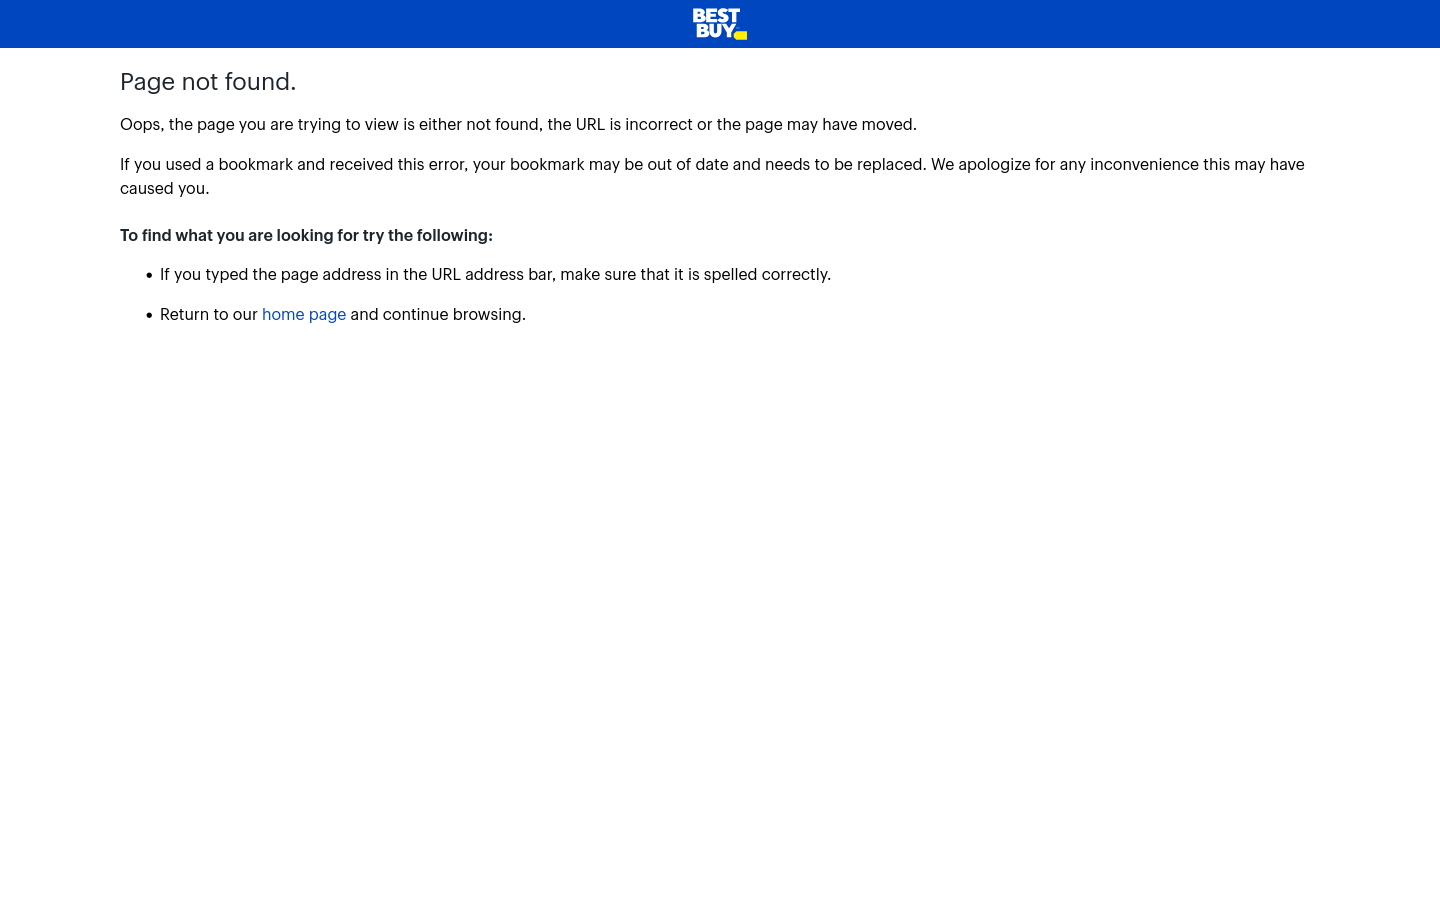 BEST
BUY
Page not found.
Oops, the page you are trying to view is either not found, the URL is incorrect or the page may have moved.
If you used a bookmark and received this error, your bookmark may be out of date and needs to be replaced. We apologize for any inconvenience this may have
caused you.
To find what you are looking for try the following:
• If you typed the page address in the URL address bar, make sure that it is spelled correctly.
• Return to our home page and continue browsing.